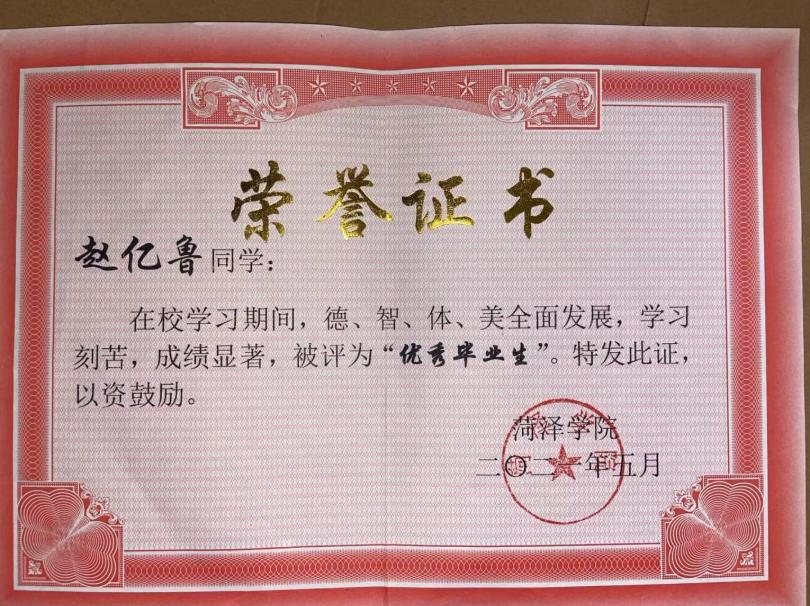 荣誉证书
赵亿鲁同学：
在校学习期间，德、智、体、美全面发展，学习
刻苦，成绩显著，被评为“优秀毕业生”。特发此证，
以资鼓励。
菏泽学院
二〇二一年五月